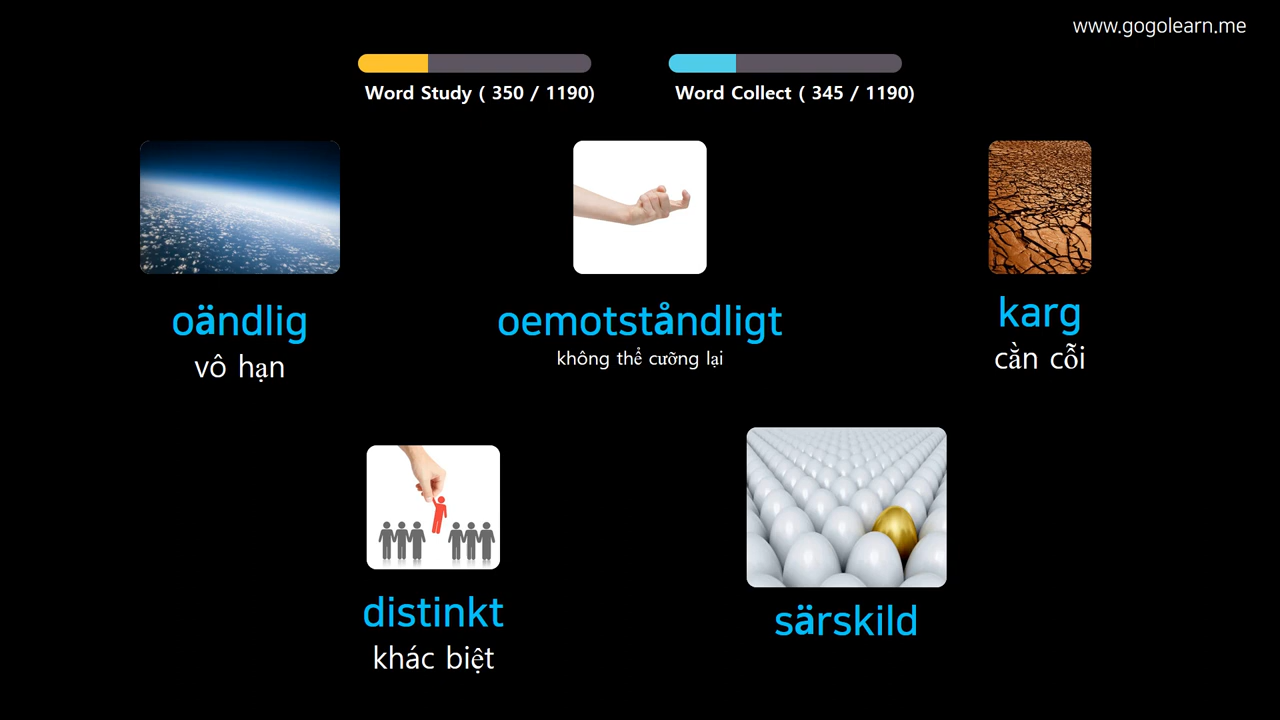 www.gogolearn.me
Word Study ( 350 / 1190)
Word Collect ( 345 / 1190)
oändlig
vô hạn
oemotståndligt
không thể cưỡng lại
karg
cằn cỗi
distinkt
khác biệt
särskild